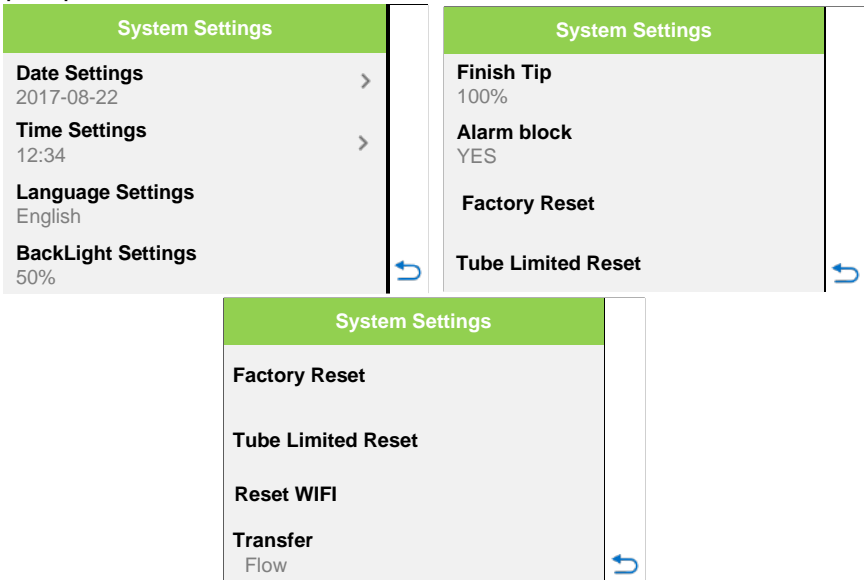 System Settings
Date Settings
2017-08-22
Time Settings
12:34
Language Settings
English
BackLight Settings
50%
System Settings
Finish Tip
100%
Alarm block
YES
Factory Reset
Tube Limited Reset
System Settings
Factory Reset
Tube Limited Reset
Reset WIFI
Transfer
Flow